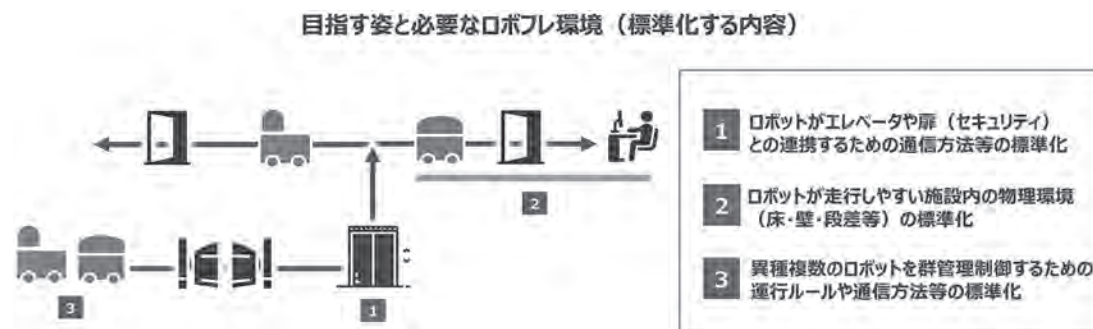 目指す姿と必要なロボフレ環境（標準化する内容）
1 ロボットがエレベータや扉（セキュリティ）
との連携するための通信方法等の標準化
2 ロボットが走行しやすい施設内の物理環境
（床・壁・段差等）の標準化
3 異種複数のロボットを群管理制御するための
運行ルールや通信方法等の標準化
2
3
1